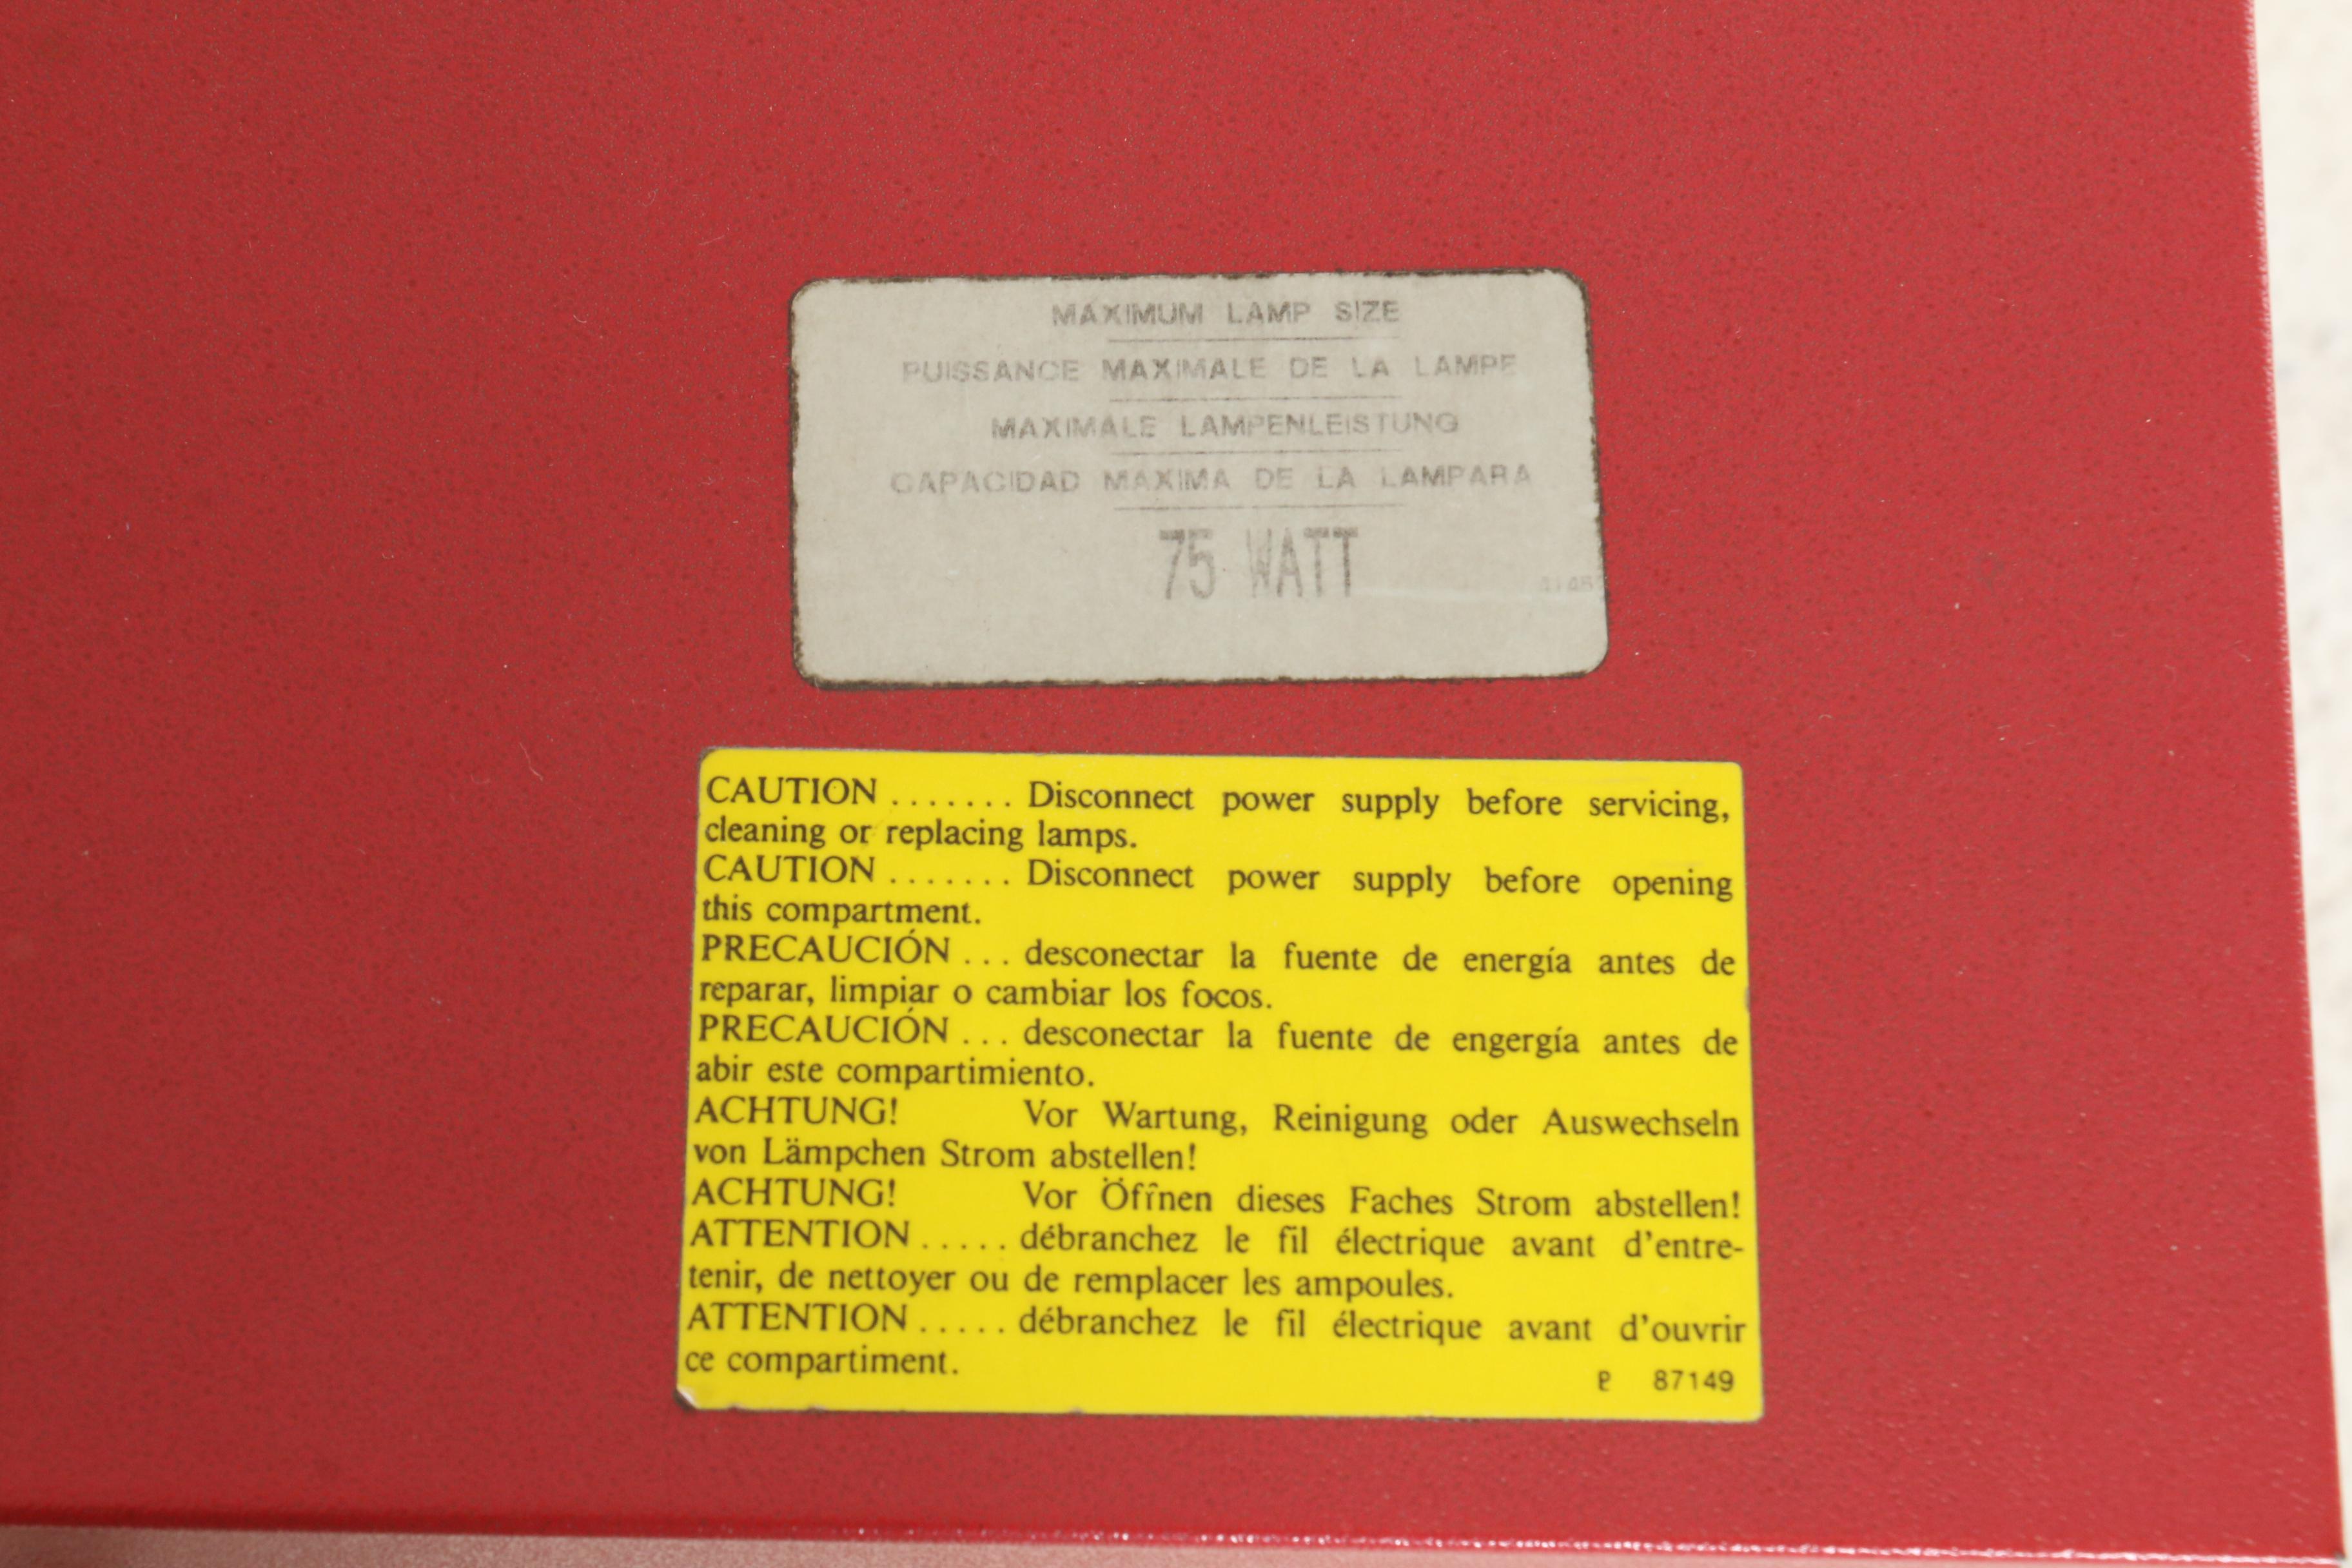 MAXIMUM LAMP SIZE
PUISSANCE MAXIMALE DE LA LAMPE
MAXIMALE LAMPENLEISTUNG
CAPACIDAD MAXIMA DE LA LAMPARA
75 WATT
CAUTION ....... Disconnect power supply before servicing,
cleaning or replacing lamps.
CAUTION ....... Disconnect power supply before opening
this compartment.
PRECAUCIÓN ... desconectar la fuente de energía antes de
reparar, limpiar o cambiar los focos.
PRECAUCIÓN ... desconectar la fuente de engergía antes de
abir este compartimiento.
ACHTUNG! Vor Wartung, Reinigung oder Auswechseln
von Lämpchen Strom abstellen!
ACHTUNG! Vor Öffnen dieses Faches Strom abstellen!
ATTENTION ..... débranchez le fil électrique avant d'entre-
tenir, de nettoyer ou de remplacer les ampoules.
ATTENTION ..... débranchez le fil électrique avant d'ouvrir
ce compartiment.
P 87149